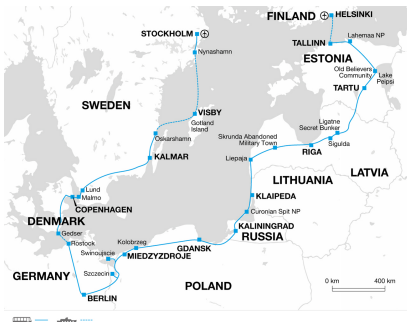 FINLAND
HELSINKI
STOCKHOLM
TALLINN
Lahemaa NP
Nynashamn
ESTONIA
Old Believers
Community
Lake
Peipsi
TARTU
SWEDEN
VISBY
Gotland
Island
Ligatne
Secret Bunker
Oskarshamn
Skrunda Abandoned
Military Town
Sigulda
RIGA
KALMAR
Liepaja
LATVIA
LITHUANIA
Lund
Malmo
KLAIPEDA
COPENHAGEN
Curonian Spit NP
DENMARK
KALININGRAD
Gedser
RUSSIA
Rostock
Kolobrzeg
GDANSK
Swinoujscie
MIEDZYZDROJE
GERMANY
Szczecin
0 km
400 km
POLAND
BERLIN